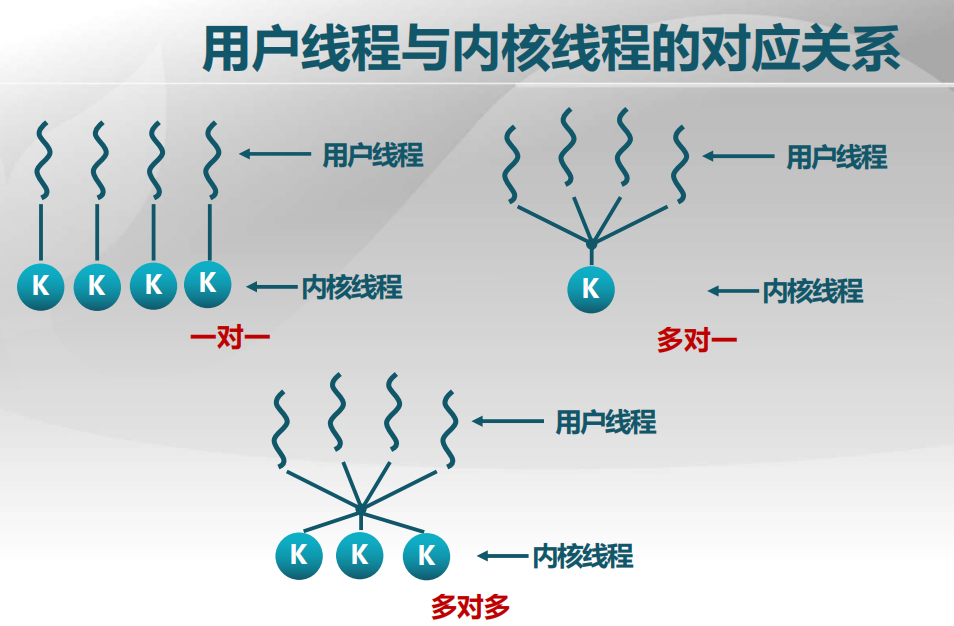 用户线程与内核线程的对应关系
用户线程
K K K K
内核线程
一对一
用户线程
K
内核线程
多对一
用户线程
K K K
内核线程
多对多